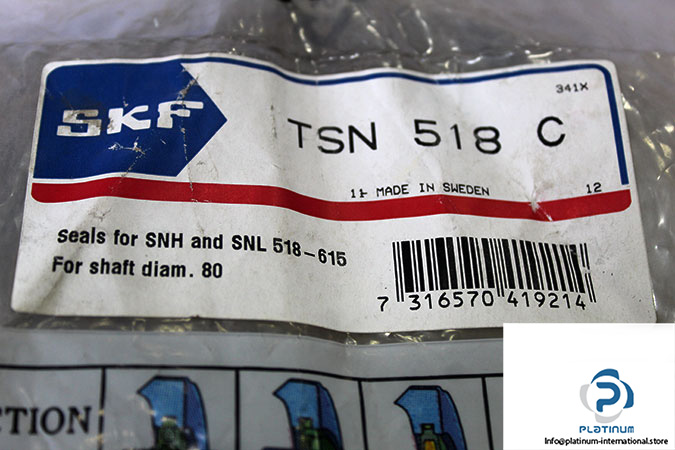 SKF
TSN 518 C
341X
MADE IN SWEDEN
12
seals for SNH and SNL 518-615
For shaft diam. 80
7 316570 419214
CTION
PLATINUM
Info@platinum-international.store